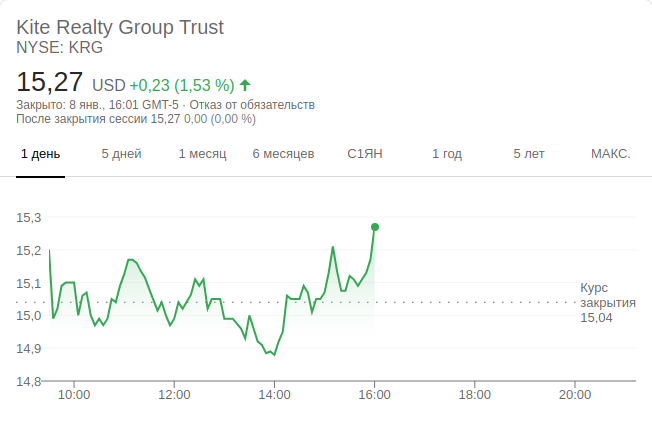 Kite Realty Group Trust
NYSE: KRG
15,27 USD +0,23 (1,53 %)
Закрыто: 8 янв., 16:01 GMT-5 · Отказ от обязательств
После закрытия сессии 15,27 0,00 (0,00 %)
1 день 5 дней 1 месяц 6 месяцев С1ЯН 1 год 5 лет МАКС.
15,3
15,2
15,1
15,0
14,9
14,8
Курс
закрытия
15,04
10:00 12:00 14:00 16:00 18:00 20:00